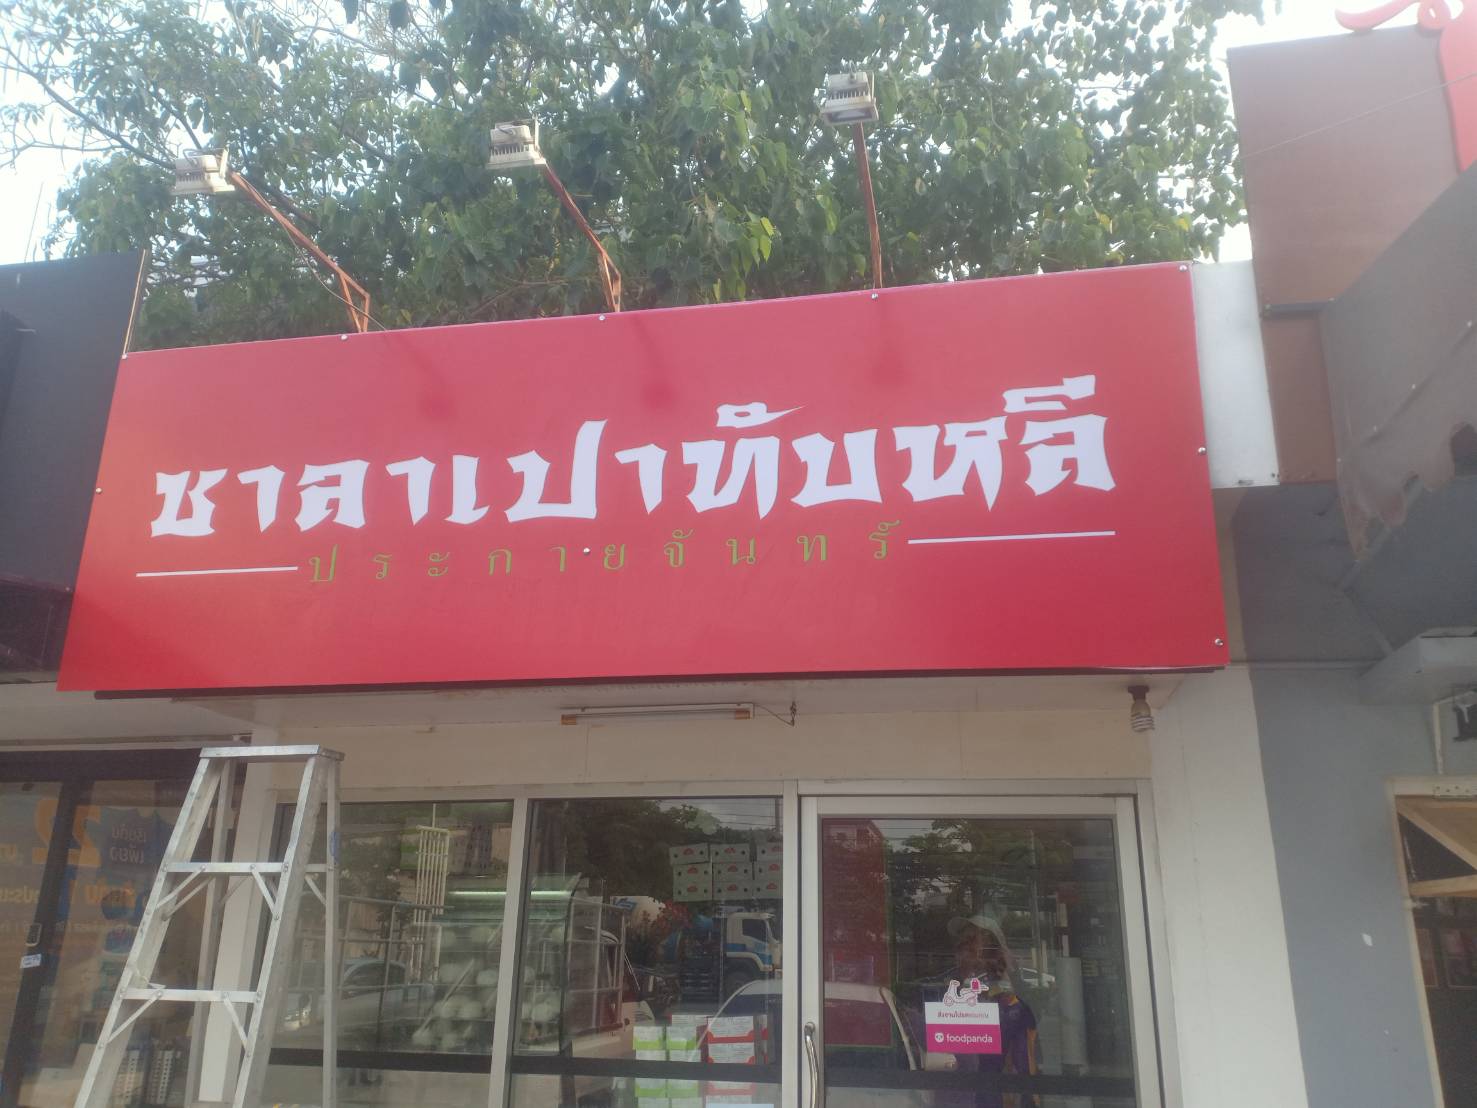 ซาลาเปาทับหลี
ประกายจันทร์
foodpanda